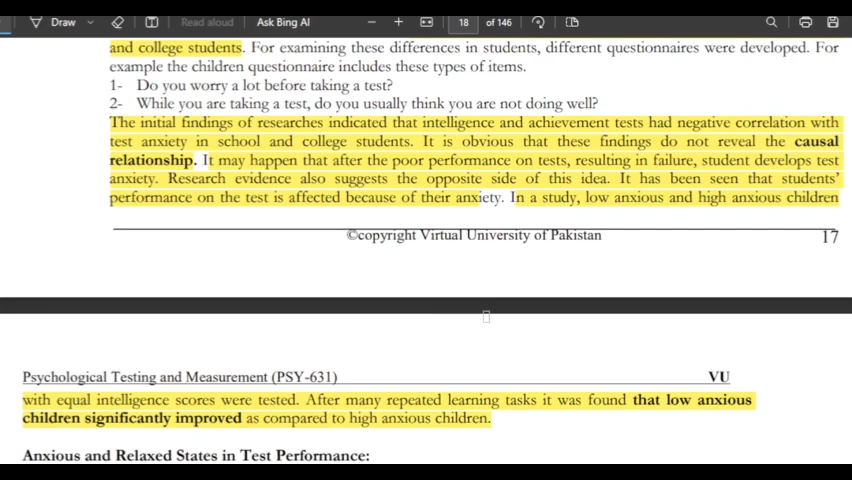 Draw
Read aloud
Ask Bing AI
18 of 146
and college students. For examining these differences in students, different questionnaires were developed. For
example the children questionnaire includes these types of items.
1- Do you worry a lot before taking a test?
2- While you are taking a test, do you usually think you are not doing well?
The initial findings of researches indicated that intelligence and achievement tests had negative correlation with
test anxiety in school and college students. It is obvious that these findings do not reveal the causal
relationship. It may happen that after the poor performance on tests, resulting in failure, student develops test
anxiety. Research evidence also suggests the opposite side of this idea. It has been seen that students'
performance on the test is affected because of their anxiety. In a study, low anxious and high anxious children
©copyright Virtual University of Pakistan 17
Psychological Testing and Measurement (PSY-631) VU
with equal intelligence scores were tested. After many repeated learning tasks it was found that low anxious
children significantly improved as compared to high anxious children.
Anxious and Relaxed States in Test Performance: